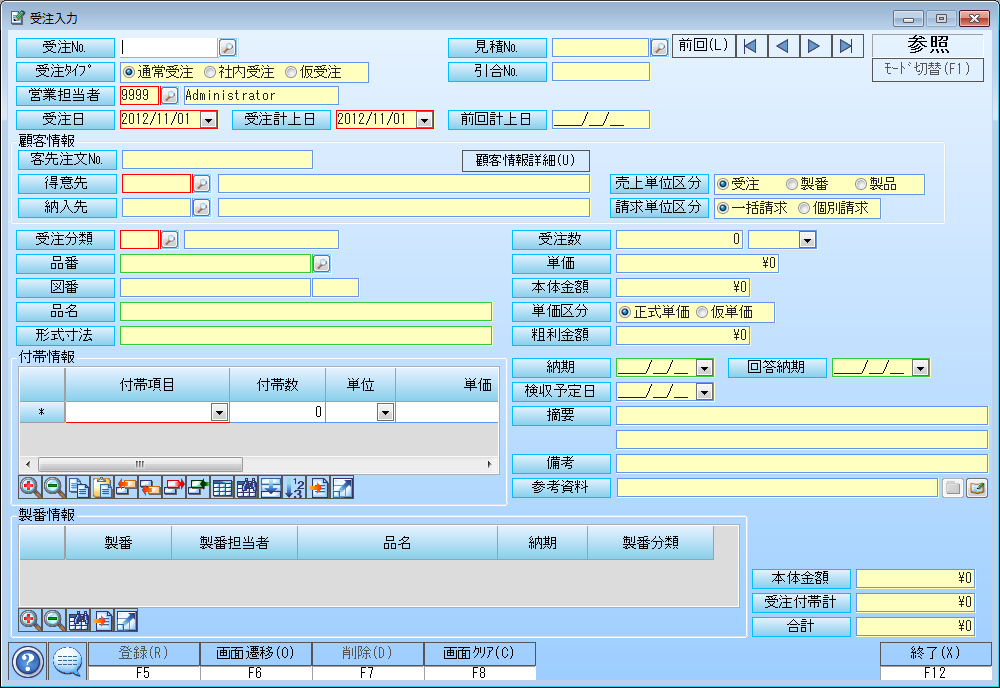 受注入力
受注No.
見積No.
前回(L)
参照
受注ﾀｲﾌﾟ
通常受注
社内受注
仮受注
引合No.
ﾓｰﾄﾞ切替(F1)
営業担当者
9999
Administrator
受注日
2012/11/01
受注計上日
2012/11/01
前回計上日
__/__/__
顧客情報
客先注文No.
顧客情報詳細(U)
得意先
売上単位区分
受注
製番
製品
納入先
請求単位区分
一括請求
個別請求
受注分類
受注数
0
品番
単価
¥0
図番
本体金額
¥0
品名
単価区分
正式単価
仮単価
形式寸法
粗利金額
¥0
付帯情報
付帯項目
付帯数
単位
単価
*
0
納期
__/__/__
回答納期
__/__/__
検収予定日
__/__/__
摘要
備考
参考資料
製番情報
製番
製番担当者
品名
納期
製番分類
本体金額
¥0
受注付帯計
¥0
合計
¥0
登録(R)
画面遷移(O)
削除(D)
画面ｸﾘｱ(C)
終了(X)
F5
F6
F7
F8
F12